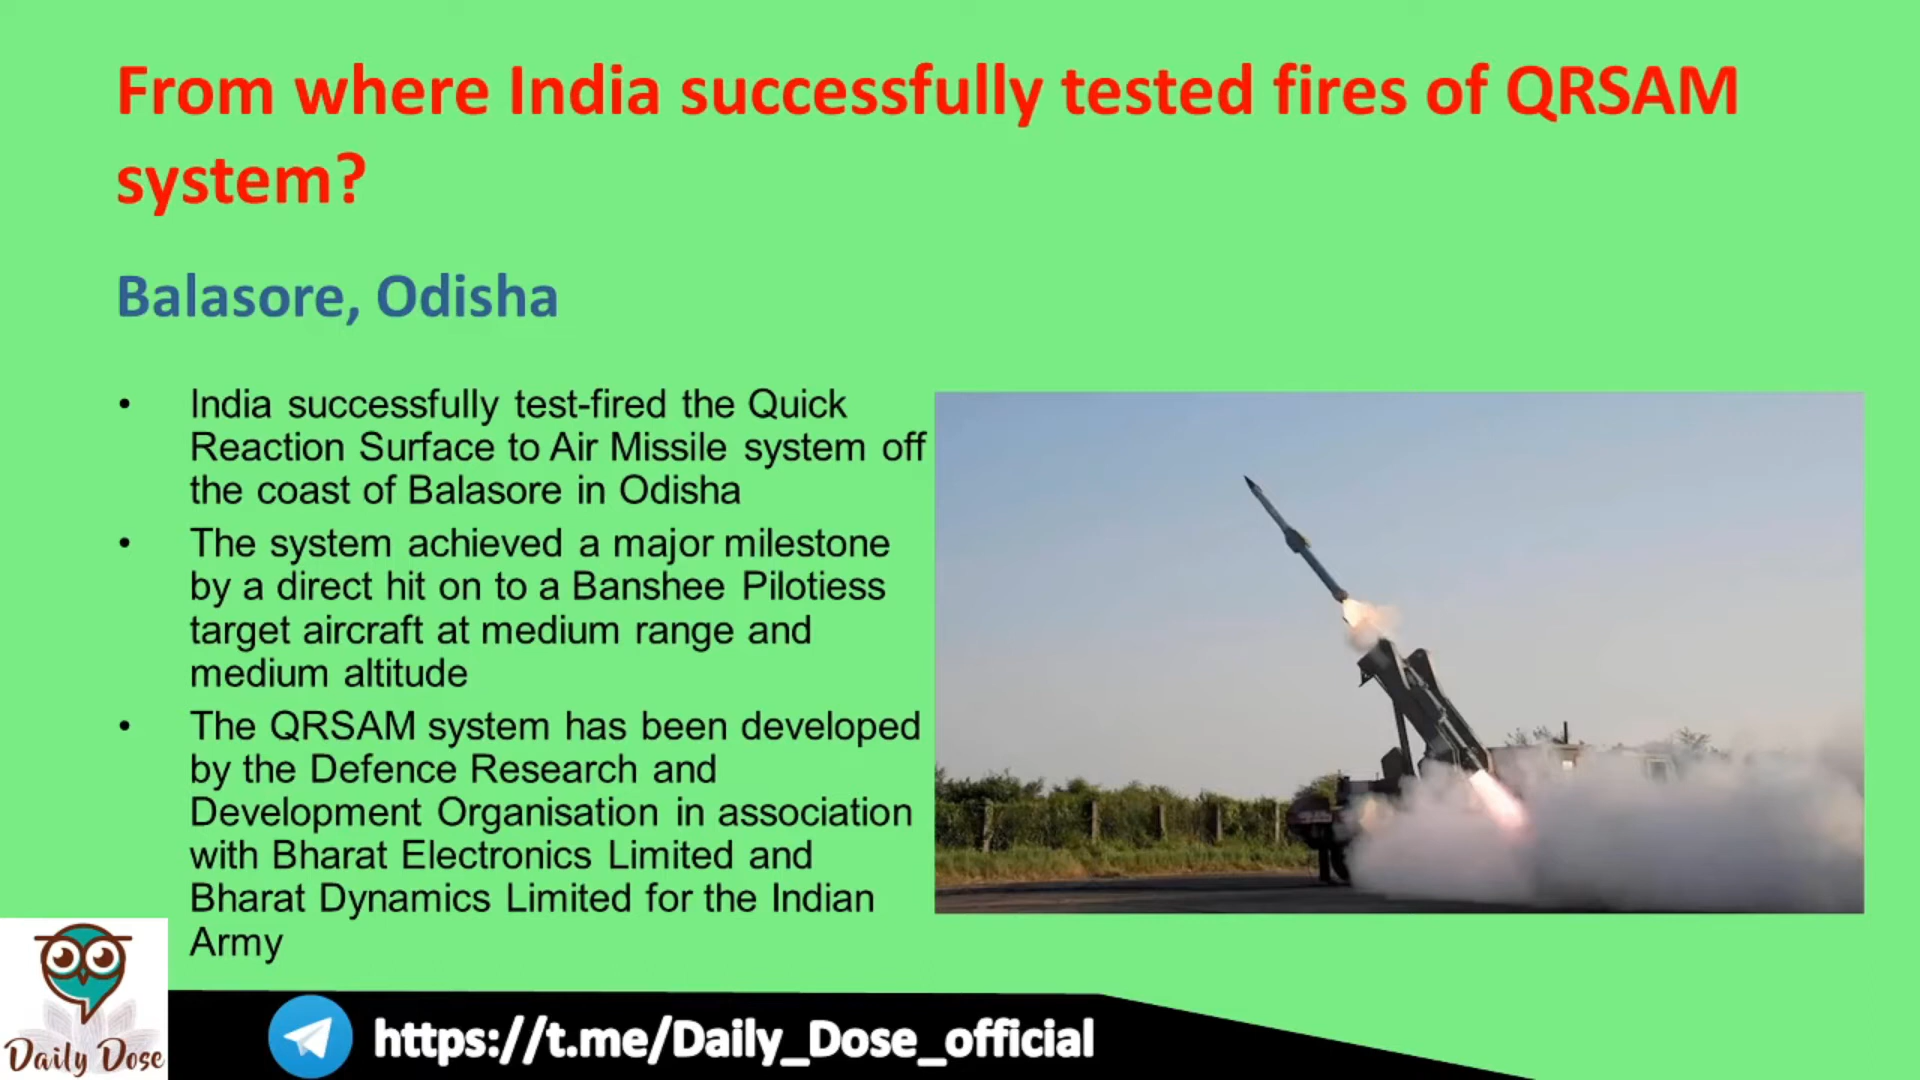 From where India successfully tested fires of QRSAM
system?
Balasore, Odisha
• India successfully test-fired the Quick
Reaction Surface to Air Missile system off
the coast of Balasore in Odisha
• The system achieved a major milestone
by a direct hit on to a Banshee Pilotiess
target aircraft at medium range and
medium altitude
• The QRSAM system has been developed
by the Defence Research and
Development Organisation in association
with Bharat Electronics Limited and
Bharat Dynamics Limited for the Indian
Army
Daily Dose
https://t.me/Daily_Dose_official